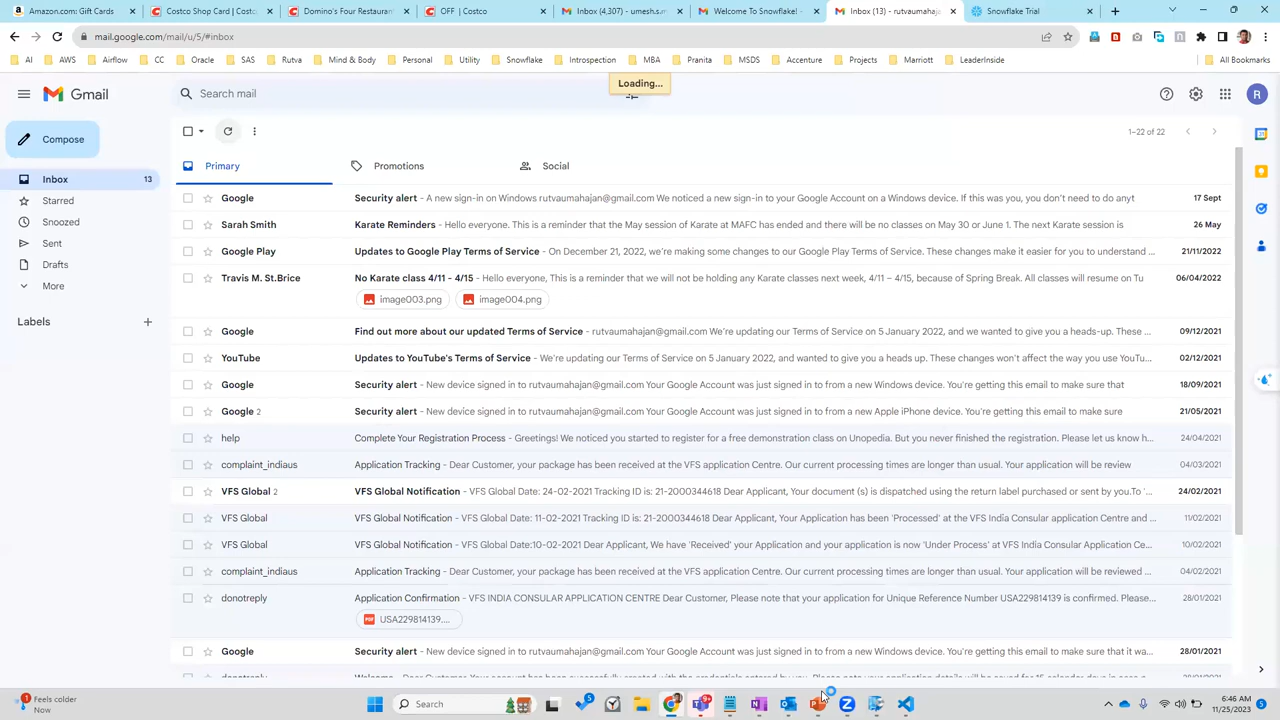 Amazon.com: Gift Cards
Costco Shop Card | Costc
Domino's Four Restaura
OFF | Costco
Inbox (4,307) - umesh.sum
Welcome To Snowflake! -
Inbox (13) - rutvaumahaja
Snowflake Trial
mail.google.com/mail/u/5/#inbox
AI
AWS
Airflow
CC
Oracle
SAS
Rutva
Mind & Body
Personal
Utility
Snowflake
Introspection
MBA
Pranita
MSDS
Accenture
Projects
Marriott
LeaderInside
All Bookmarks
Loading...
Gmail
Search mail
R
Compose
1–22 of 22
Inbox 13
Starred
Snoozed
Sent
Drafts
More
Labels
Primary
Promotions
Social
Google Security alert - A new sign-in on Windows rutvaumahajan@gmail.com We noticed a new sign-in to your Google Account on a Windows device. If this was you, you don't need to do anyt 17 Sept
Sarah Smith Karate Reminders - Hello everyone, This is a reminder that the May session of Karate at MAFC has ended and there will be no classes on May 30 or June 1. The next Karate session is 26 May
Google Play Updates to Google Play Terms of Service - On December 21, 2022, we're making some changes to our Google Play Terms of Service. These changes make it easier for you to understand ... 21/11/2022
Travis M. St.Brice No Karate class 4/11 - 4/15 - Hello everyone, This is a reminder that we will not be holding any Karate classes next week, 4/11 – 4/15, because of Spring Break. All classes will resume on Tu 06/04/2022
image003.png
image004.png
Google Find out more about our updated Terms of Service - rutvaumahajan@gmail.com We're updating our Terms of Service on 5 January 2022, and wanted to give you a heads-up. These ... 09/12/2021
YouTube Updates to YouTube's Terms of Service - We're updating our Terms of Service on 5 January 2022, and wanted to give you a heads up. These changes won't affect the way you use YouTu... 02/12/2021
Google Security alert - New device signed in to rutvaumahajan@gmail.com Your Google Account was just signed in to from a new Windows device. You're getting this email to make sure that 18/09/2021
Google 2 Security alert - New device signed in to rutvaumahajan@gmail.com Your Google Account was just signed in to from a new Apple iPhone device. You're getting this email to make sure 21/05/2021
help Complete Your Registration Process - Greetings! We noticed you started to register for a free demonstration class on Unopedia. But you never finished the registration. Please let us know h... 24/04/2021
complaint_indiaus Application Tracking - Dear Customer, your package has been received at the VFS application Centre. Our current processing times are longer than usual. Your application will be review 04/03/2021
VFS Global 2 VFS Global Notification - VFS Global Date: 24-02-2021 Tracking ID is: 21-2000344618 Dear Applicant, Your document (s) is dispatched using the return label purchased or sent by you.To '... 24/02/2021
VFS Global VFS Global Notification - VFS Global Date: 11-02-2021 Tracking ID is: 21-2000344618 Dear Applicant, Your Application has been 'Processed' at the VFS India Consular application Centre and ... 11/02/2021
VFS Global VFS Global Notification - VFS Global Date:10-02-2021 Dear Applicant, We have 'Received' your Application and your application is now 'Under Process' at VFS India Consular Application Ce... 10/02/2021
complaint_indiaus Application Tracking - Dear Customer, your package has been received at the VFS application Centre. Our current processing times are longer than usual. Your application will be reviewed ... 04/02/2021
donotreply Application Confirmation - VFS INDIA CONSULAR APPLICATION CENTRE Dear Customer, Please note that your application for Unique Reference Number USA229814139 is confirmed. Please... 28/01/2021
USA229814139....
Google Security alert - New device signed in to rutvaumahajan@gmail.com Your Google Account was just signed in to from a new Windows device. You're getting this email to make sure that it wa... 28/01/2021
Feels colder
Now
Search
6:46 AM
11/25/2023